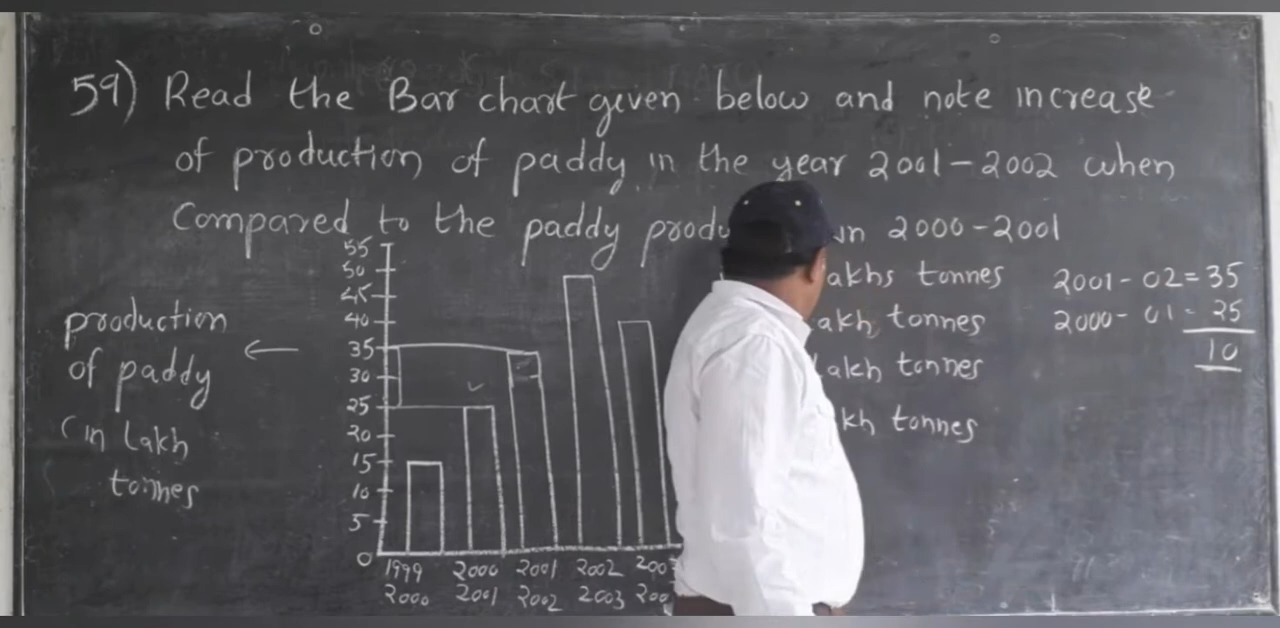 59) Read the Bar chart given below and note increase
of production of paddy in the year 2001-2002 when
Compared to the paddy in 2000-2001
akhs tonnes
akh tonnes
lakh tonnes
kh tonnes
2001-02=35
2000-01-25
10
production
of paddy
(in Lakh
tonnes
55
50
45
40
35
30
25
20
15
10
5
0
1999 2000 2001 2002
2000 2001 2002 2003